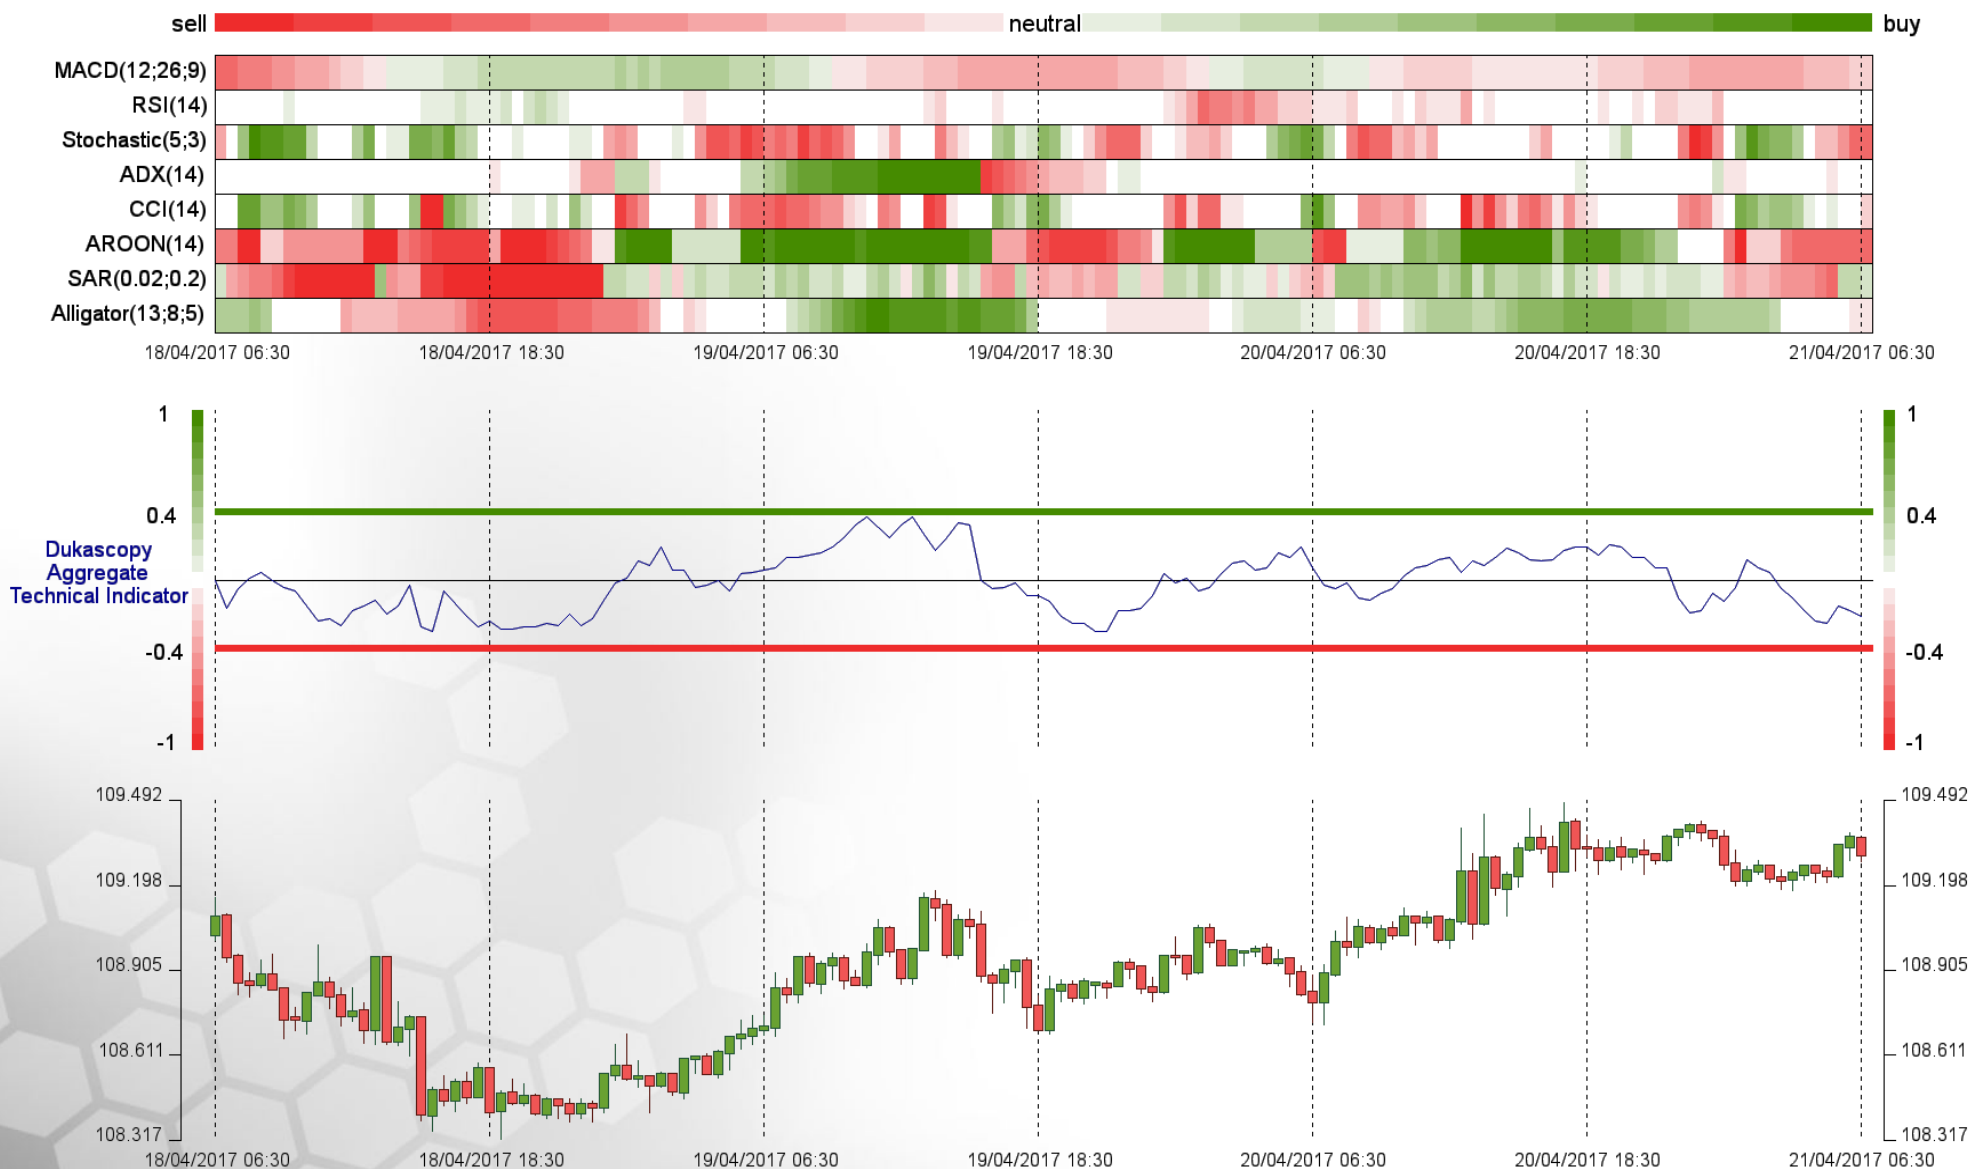 sell neutral buy
MACD(12;26;9)
RSI(14)
Stochastic(5;3)
ADX(14)
CCI(14)
AROON(14)
SAR(0.02;0.2)
Alligator(13;8;5)
18/04/2017 06:30 18/04/2017 18:30 19/04/2017 06:30 19/04/2017 18:30 20/04/2017 06:30 20/04/2017 18:30 21/04/2017 06:30
1 1
0.4 0.4
Dukascopy
Aggregate
Technical Indicator
-0.4 -0.4
-1 -1
109.492 109.492
109.198 109.198
108.905 108.905
108.611 108.611
108.317 108.317
18/04/2017 06:30 18/04/2017 18:30 19/04/2017 06:30 19/04/2017 18:30 20/04/2017 06:30 20/04/2017 18:30 21/04/2017 06:30